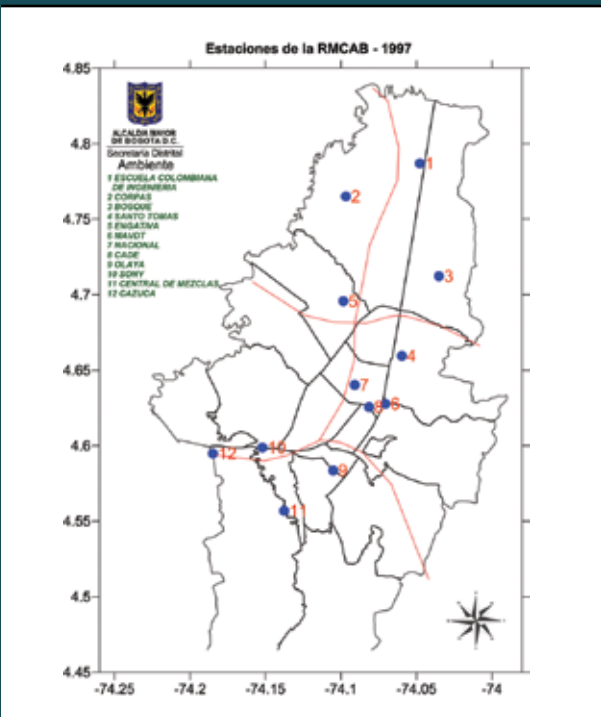 Estaciones de la RMCAB - 1997
4.85
4.8
4.75
4.7
4.65
4.6
4.55
4.5
4.45
ALCALDIA MAYOR
DE BOGOTA D.C.
Secretaría Distrital
Ambiente
1 ESCUELA COLOMBIANA
DE INGENIERIA
2 CORPAS
3 BOSQUE
4 SANTO TOMAS
5 ENGATIVA
6 MAVDT
7 NACIONAL
8 CADE
9 OLAYA
10 SONY
11 CENTRAL DE MEZCLAS
12 CAZUCA
1
2
3
5
4
7
8
6
10
12
9
11
-74.25
-74.2
-74.15
-74.1
-74.05
-74